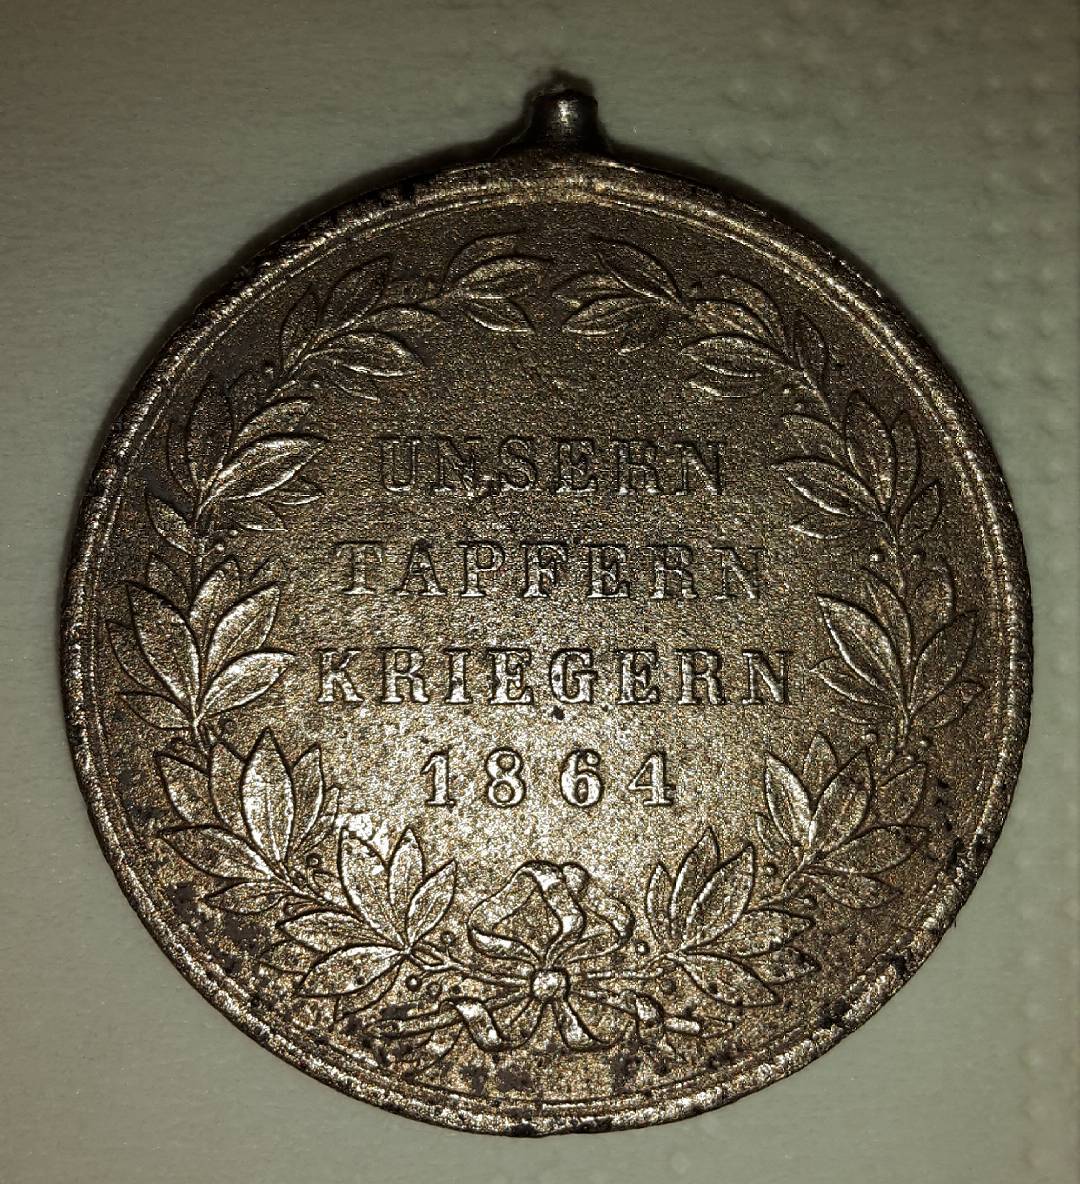 UNSERN
TAPFERN
KRIEGERN
1864